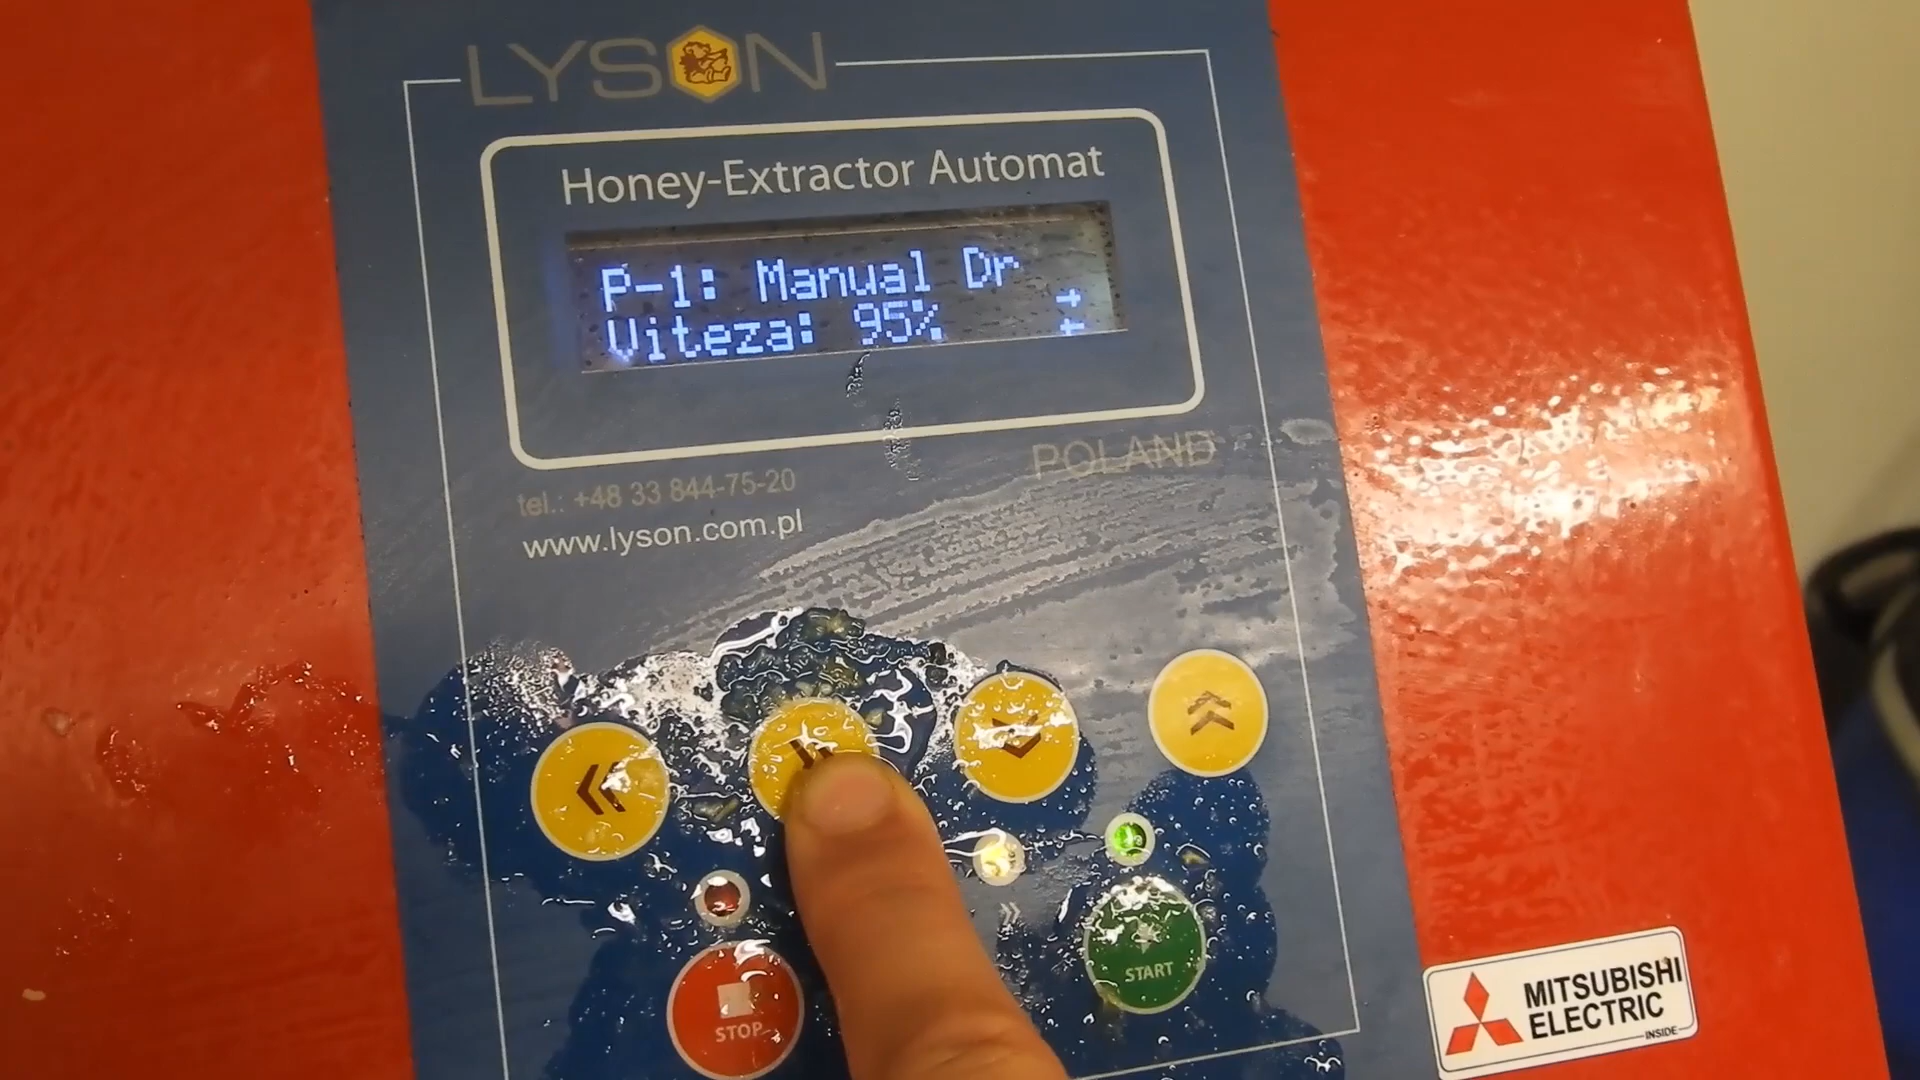 LYSON
Honey-Extractor Automat
P-1: Manual Dr
Viteza: 95%
POLAND
tel.: +48 33 844-75-20
www.lyson.com.pl
STOP
START
MITSUBISHI
ELECTRIC
INSIDE